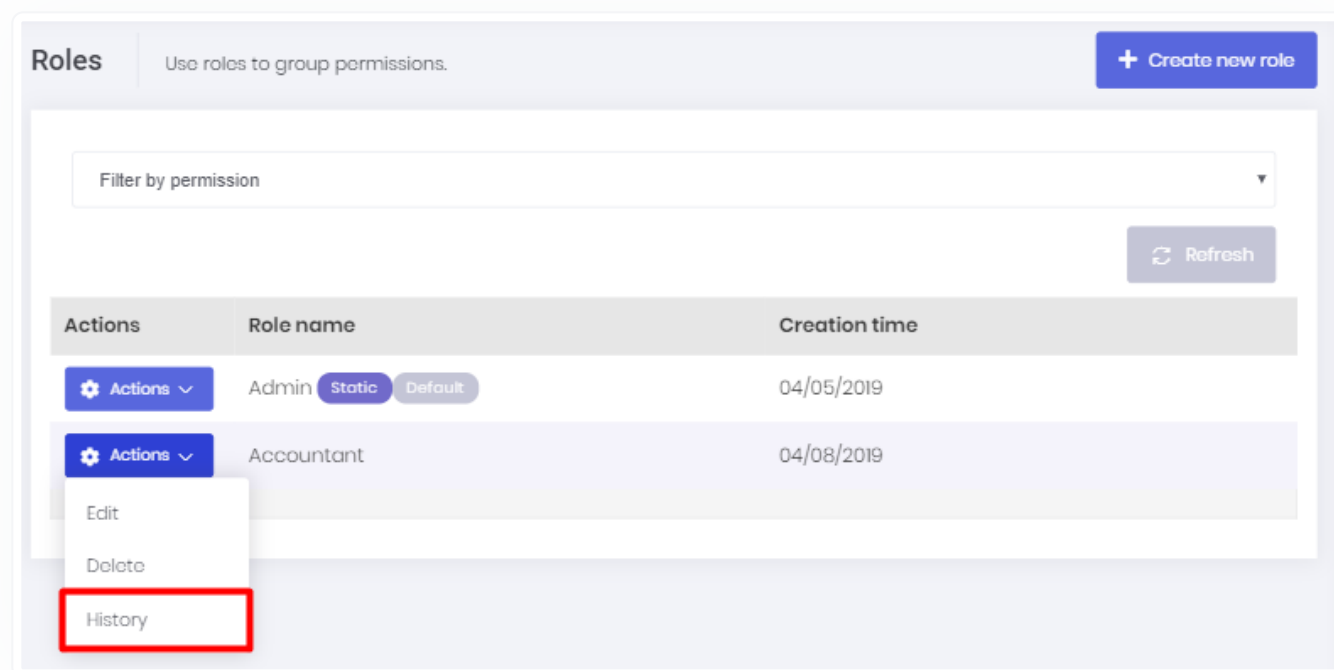 Roles Use roles to group permissions. Create new role
Filter by permission
Refresh
Actions Role name Creation time
Actions Admin Static Default 04/05/2019
Actions Accountant 04/08/2019
Edit
Delete
History